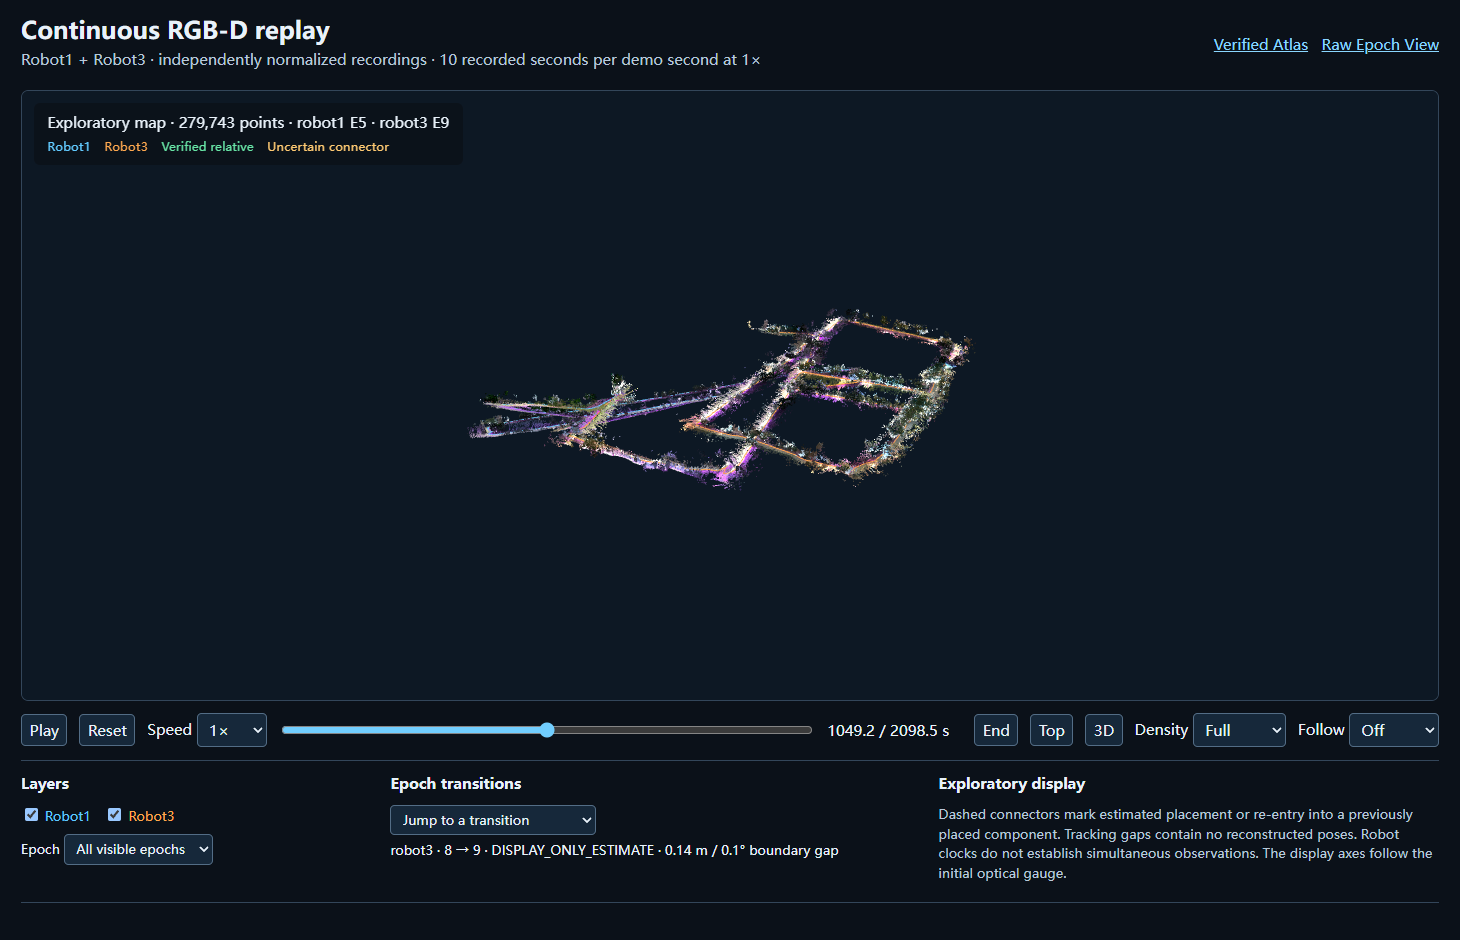 Continuous RGB-D replay
Robot1 + Robot3 · independently normalized recordings · 10 recorded seconds per demo second at 1×
Verified Atlas Raw Epoch View
Exploratory map · 279,743 points · robot1 E5 · robot3 E9
Robot1 Robot3 Verified relative Uncertain connector
Play Reset Speed 1× 1049.2 / 2098.5 s End Top 3D Density Full Follow Off
Layers
Robot1 Robot3
Epoch All visible epochs
Epoch transitions
Jump to a transition
robot3 · 8 → 9 · DISPLAY_ONLY_ESTIMATE · 0.14 m / 0.1° boundary gap
Exploratory display
Dashed connectors mark estimated placement or re-entry into a previously
placed component. Tracking gaps contain no reconstructed poses. Robot
clocks do not establish simultaneous observations. The display axes follow the
initial optical gauge.